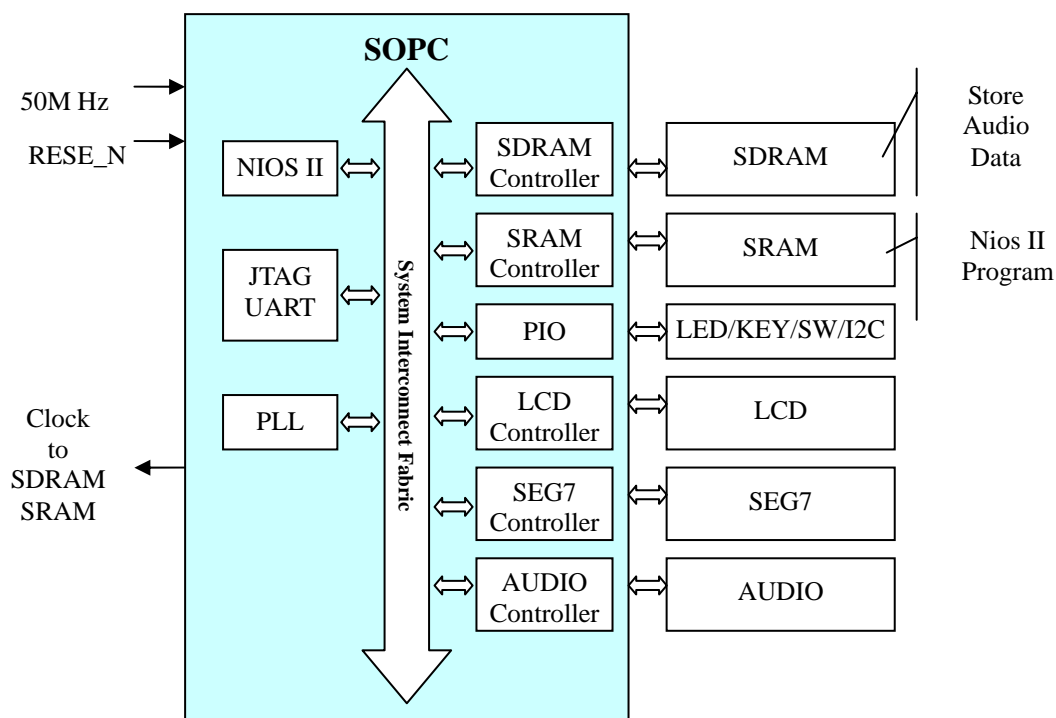 SOPC
50M Hz
RESE_N
Clock
to
SDRAM
SRAM
NIOS II
JTAG
UART
PLL
System Interconnect Fabric
SDRAM
Controller
SRAM
Controller
PIO
LCD
Controller
SEG7
Controller
AUDIO
Controller
SDRAM
SRAM
LED/KEY/SW/I2C
LCD
SEG7
AUDIO
Store
Audio
Data
Nios II
Program